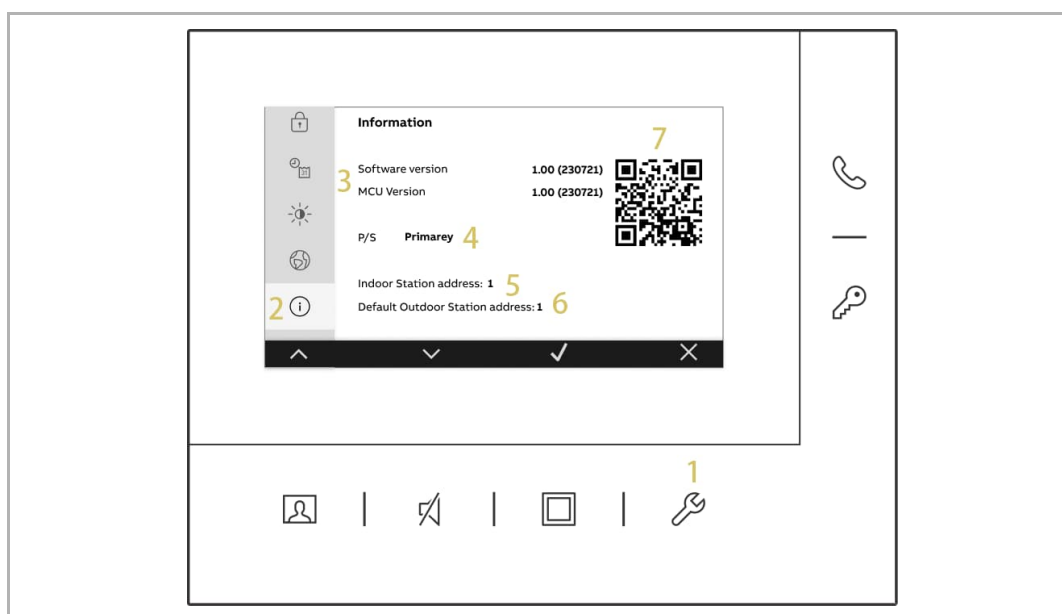 Information
7
3
Software version 1.00 (230721)
MCU Version 1.00 (230721)
P/S Primarey 4
Indoor Station address: 1 5
2 Default Outdoor Station address: 1 6
1